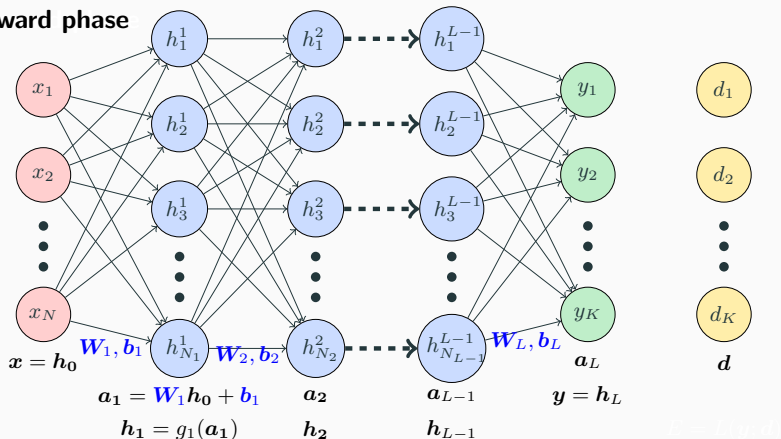 ward phase
h_1^1 h_1^2 h_1^{L-1}
x_1 y_1 d_1
h_2^1 h_2^2 h_2^{L-1}
x_2 y_2 d_2
h_3^1 h_3^2 h_3^{L-1}
x_N y_K d_K
h_{N_1}^1 h_{N_2}^2 h_{N_{L-1}}^{L-1}
W_1, b_1 W_2, b_2 W_L, b_L
x = h_0 a_L d
a_1 = W_1 h_0 + b_1 a_2 a_{L-1} y = h_L
h_1 = g_1(a_1) h_2 h_{L-1}